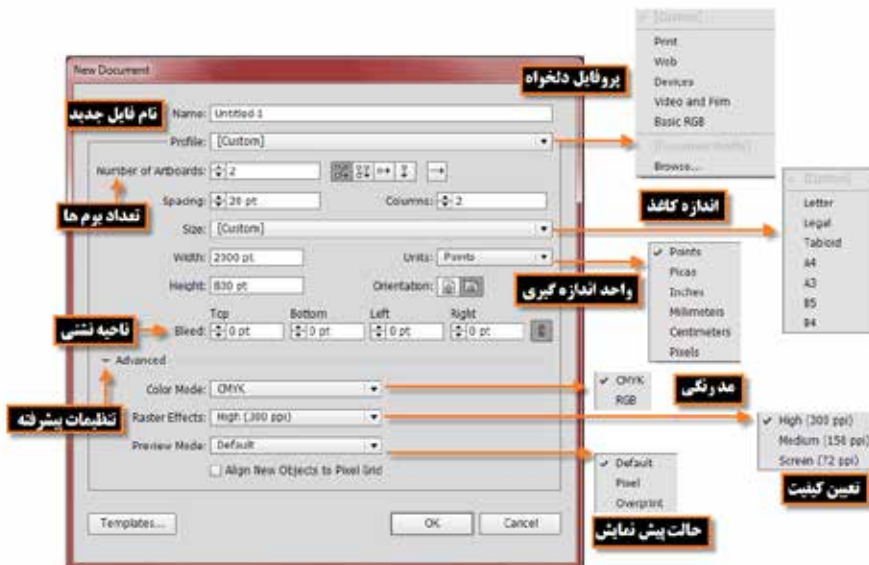 New Document
نام فایل جدید
Name: Untitled 1
پروفایل دلخواه
Profile: [Custom]
[Custom]
Print
Web
Devices
Video and Film
Basic RGB
[Document Profile]
Browse...
Number of Artboards: 2
تعداد بوم ها
Spacing: 20 pt
Columns: 2
اندازه کاغذ
Size: [Custom]
[Custom]
Letter
Legal
Tabloid
A4
A3
B5
B4
Width: 2300 pt
Units: Points
واحد اندازه گیری
Points
Picas
Inches
Millimeters
Centimeters
Pixels
Height: 830 pt
Orientation:
ناحیه نشتی
Top Bottom Left Right
Bleed: 0 pt 0 pt 0 pt 0 pt
Advanced
تنظیمات پیشرفته
Color Mode: CMYK
CMYK
RGB
مد رنگی
Raster Effects: High (300 ppi)
High (300 ppi)
Medium (150 ppi)
Screen (72 ppi)
تعیین کیفیت
Preview Mode: Default
Default
Pixel
Overprint
حالت پیش نمایش
Align New Objects to Pixel Grid
Templates...
OK
Cancel